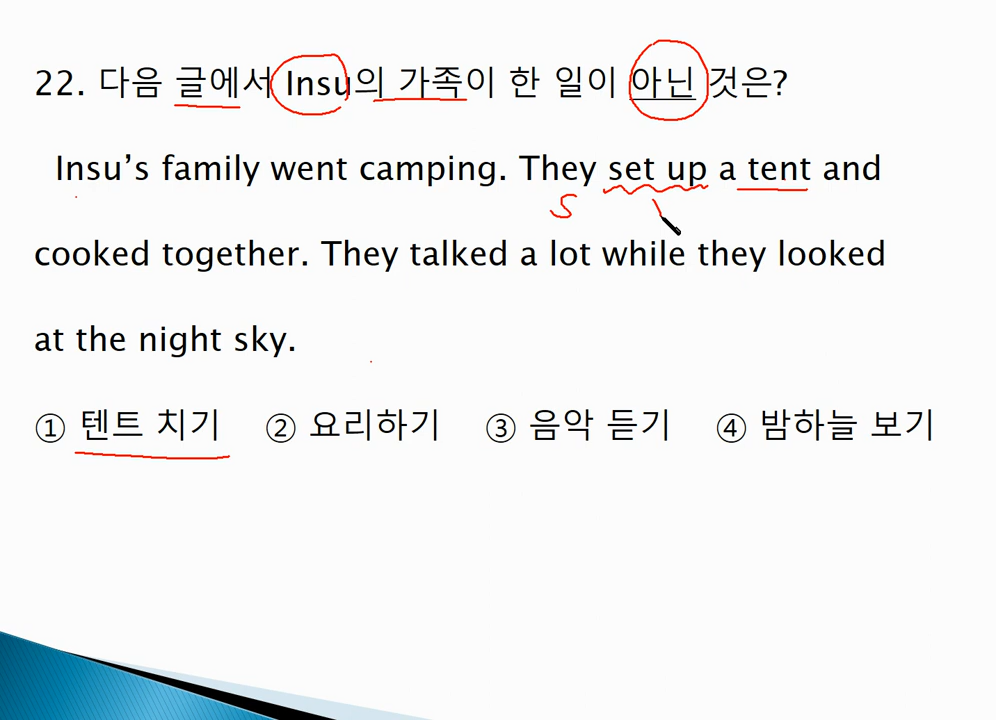 22. 다음 글에서 Insu의 가족이 한 일이 아닌 것은?
Insu’s family went camping. They set up a tent and
S
cooked together. They talked a lot while they looked
at the night sky.
① 텐트 치기 ② 요리하기 ③ 음악 듣기 ④ 밤하늘 보기